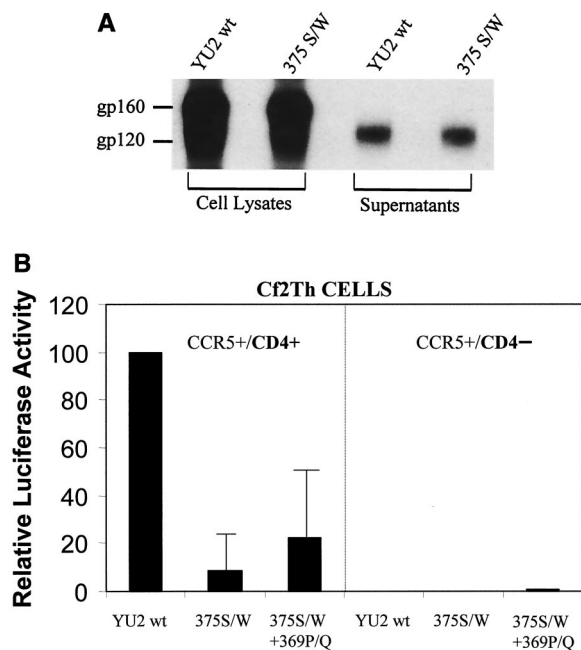 A
YU2 wt
375 S/W
YU2 wt
375 S/W
gp160
gp120
Cell Lysates
Supernatants
B
Cf2Th CELLS
CCR5+/CD4+
CCR5+/CD4−
Relative Luciferase Activity
120
100
80
60
40
20
0
YU2 wt
375S/W
375S/W
+369P/Q
YU2 wt
375S/W
375S/W
+369P/Q